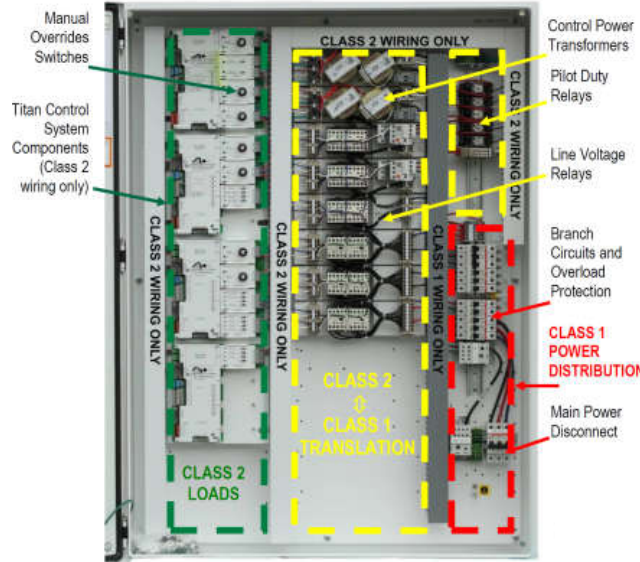 Manual
Overrides
Switches
Titan Control
System
Components
(Class 2
wiring only)
CLASS 2 WIRING ONLY
CLASS 2 WIRING ONLY
CLASS 2 WIRING ONLY
CLASS 1 WIRING ONLY
CLASS 2 WIRING ONLY
CLASS 2
LOADS
CLASS 2
⇕
CLASS 1
TRANSLATION
Control Power
Transformers
Pilot Duty
Relays
Line Voltage
Relays
Branch
Circuits and
Overload
Protection
CLASS 1
POWER
DISTRIBUTION
Main Power
Disconnect